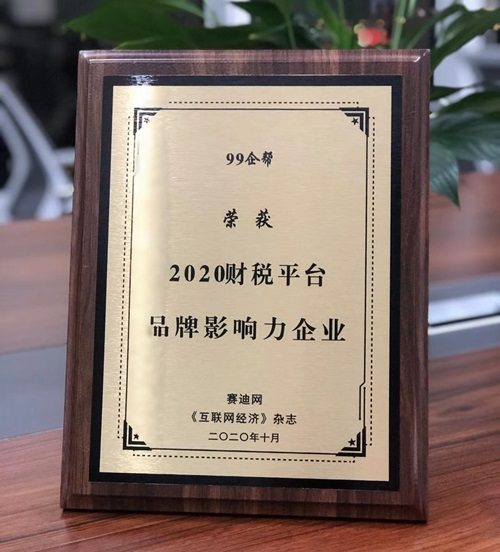 99企帮
荣获
2020财税平台
品牌影响力企业
赛迪网
《互联网经济》杂志
二〇二〇年十月